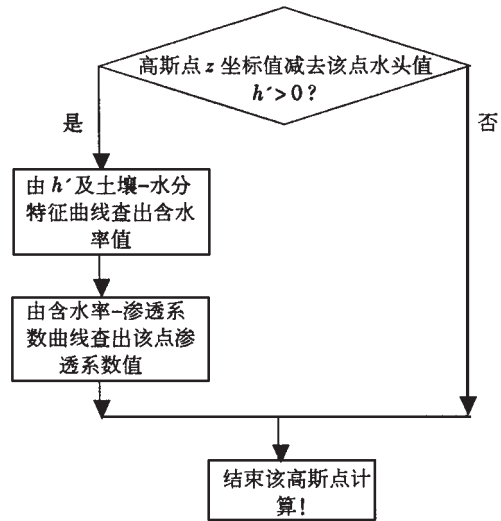 高斯点 z 坐标值减去该点水头值
h´>0？
是
否
由 h´及土壤-水分
特征曲线查出含水
率值
由含水率-渗透系
数曲线查出该点渗
透系数值
结束该高斯点计
算!